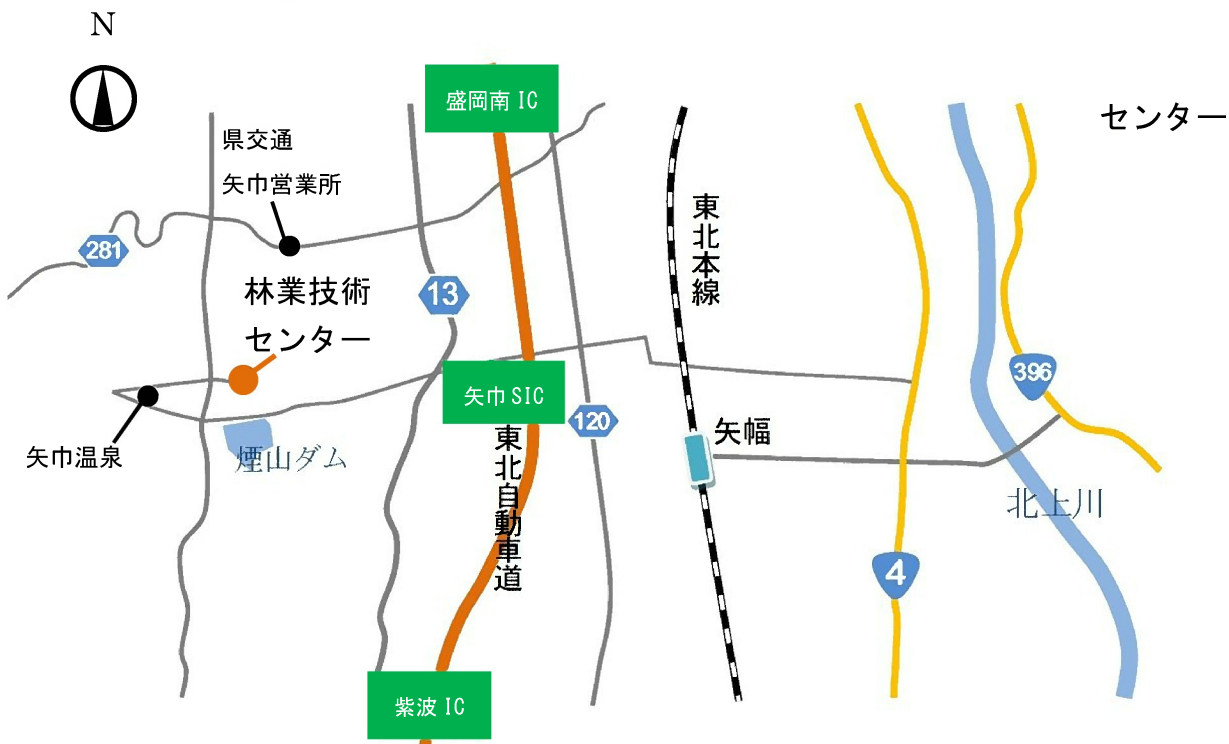 N
盛岡南 IC
センター
県交通
矢巾営業所
東北本線
281
林業技術
センター
13
396
矢巾 SIC
120
矢幅
矢巾温泉
煙山ダム
東北自動車道
北上川
4
紫波 IC